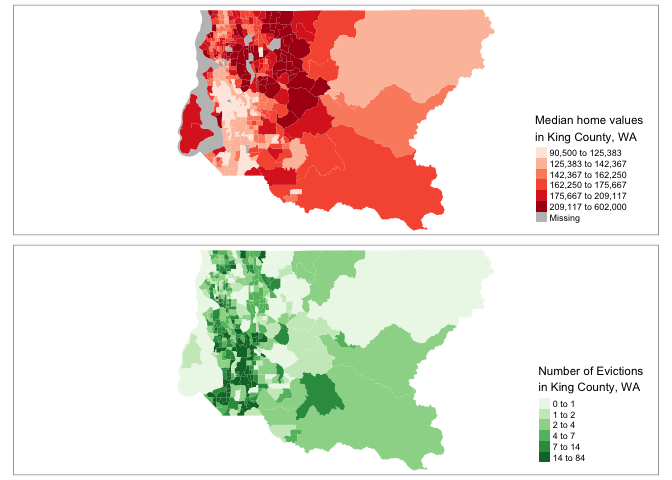 Median home values
in King County, WA
90,500 to 125,383
125,383 to 142,367
142,367 to 162,250
162,250 to 175,667
175,667 to 209,117
209,117 to 602,000
Missing
Number of Evictions
in King County, WA
0 to 1
1 to 2
2 to 4
4 to 7
7 to 14
14 to 84